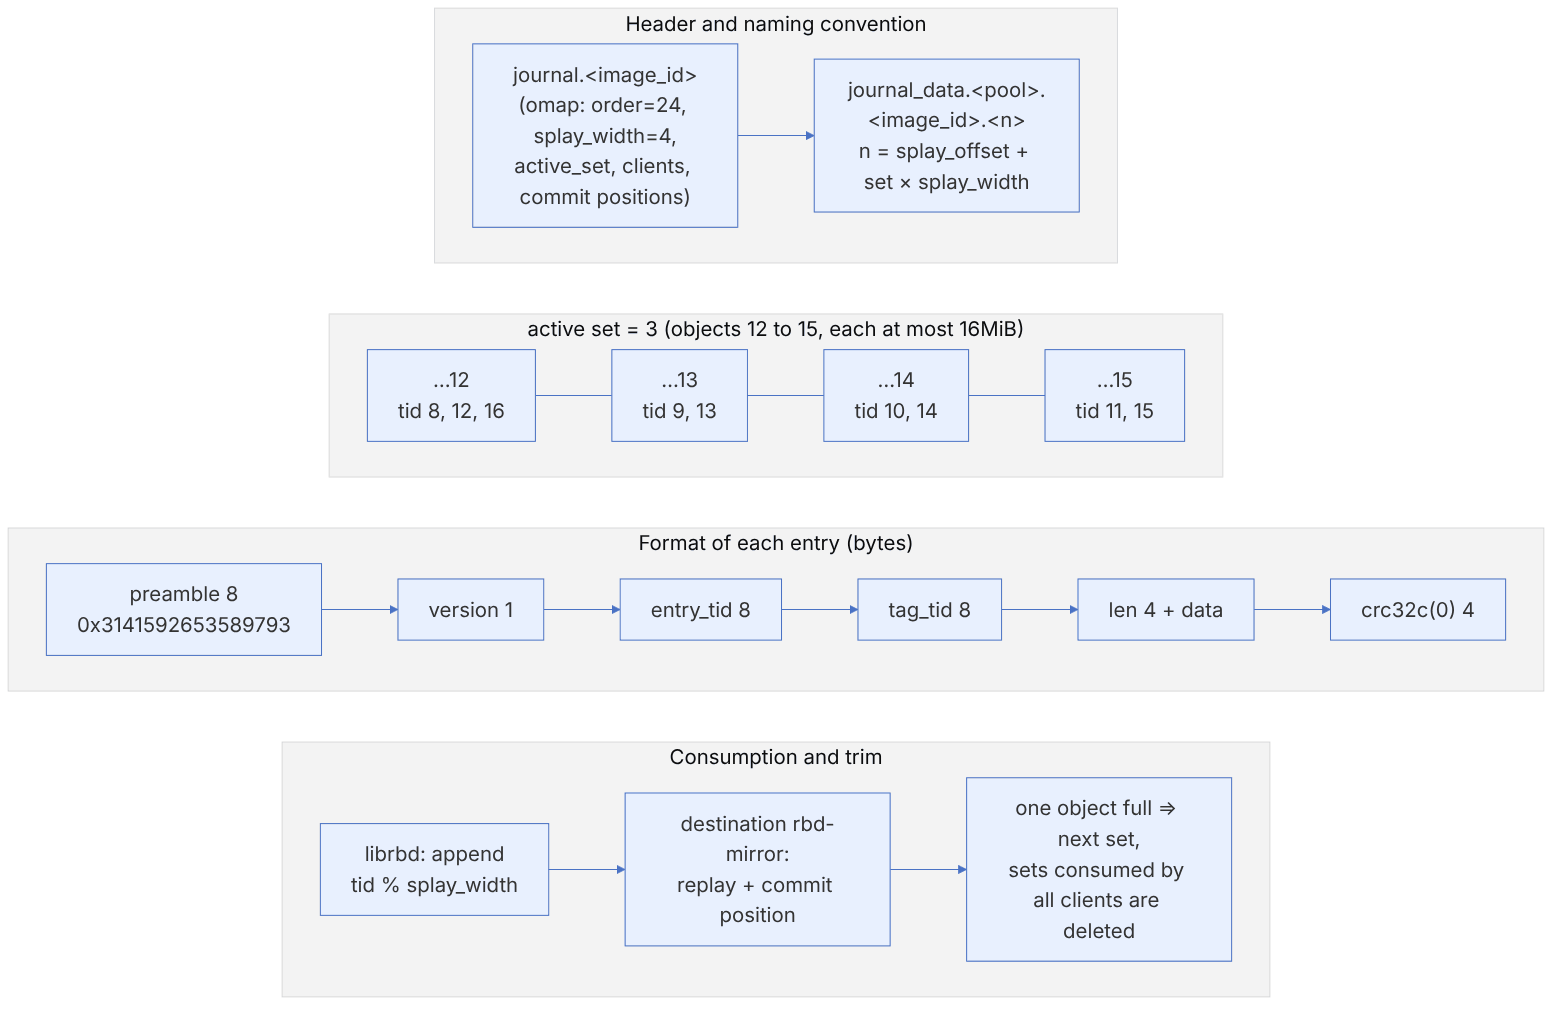 Header and naming convention
journal.<image_id>
(omap: order=24,
splay_width=4,
active_set, clients,
commit positions)
journal_data.<pool>.
<image_id>.<n>
n = splay_offset +
set × splay_width
active set = 3 (objects 12 to 15, each at most 16MiB)
...12
tid 8, 12, 16
...13
tid 9, 13
...14
tid 10, 14
...15
tid 11, 15
Format of each entry (bytes)
preamble 8
0x3141592653589793
version 1
entry_tid 8
tag_tid 8
len 4 + data
crc32c(0) 4
Consumption and trim
librbd: append
tid % splay_width
destination rbd-
mirror:
replay + commit
position
one object full ⇒
next set,
sets consumed by
all clients are
deleted